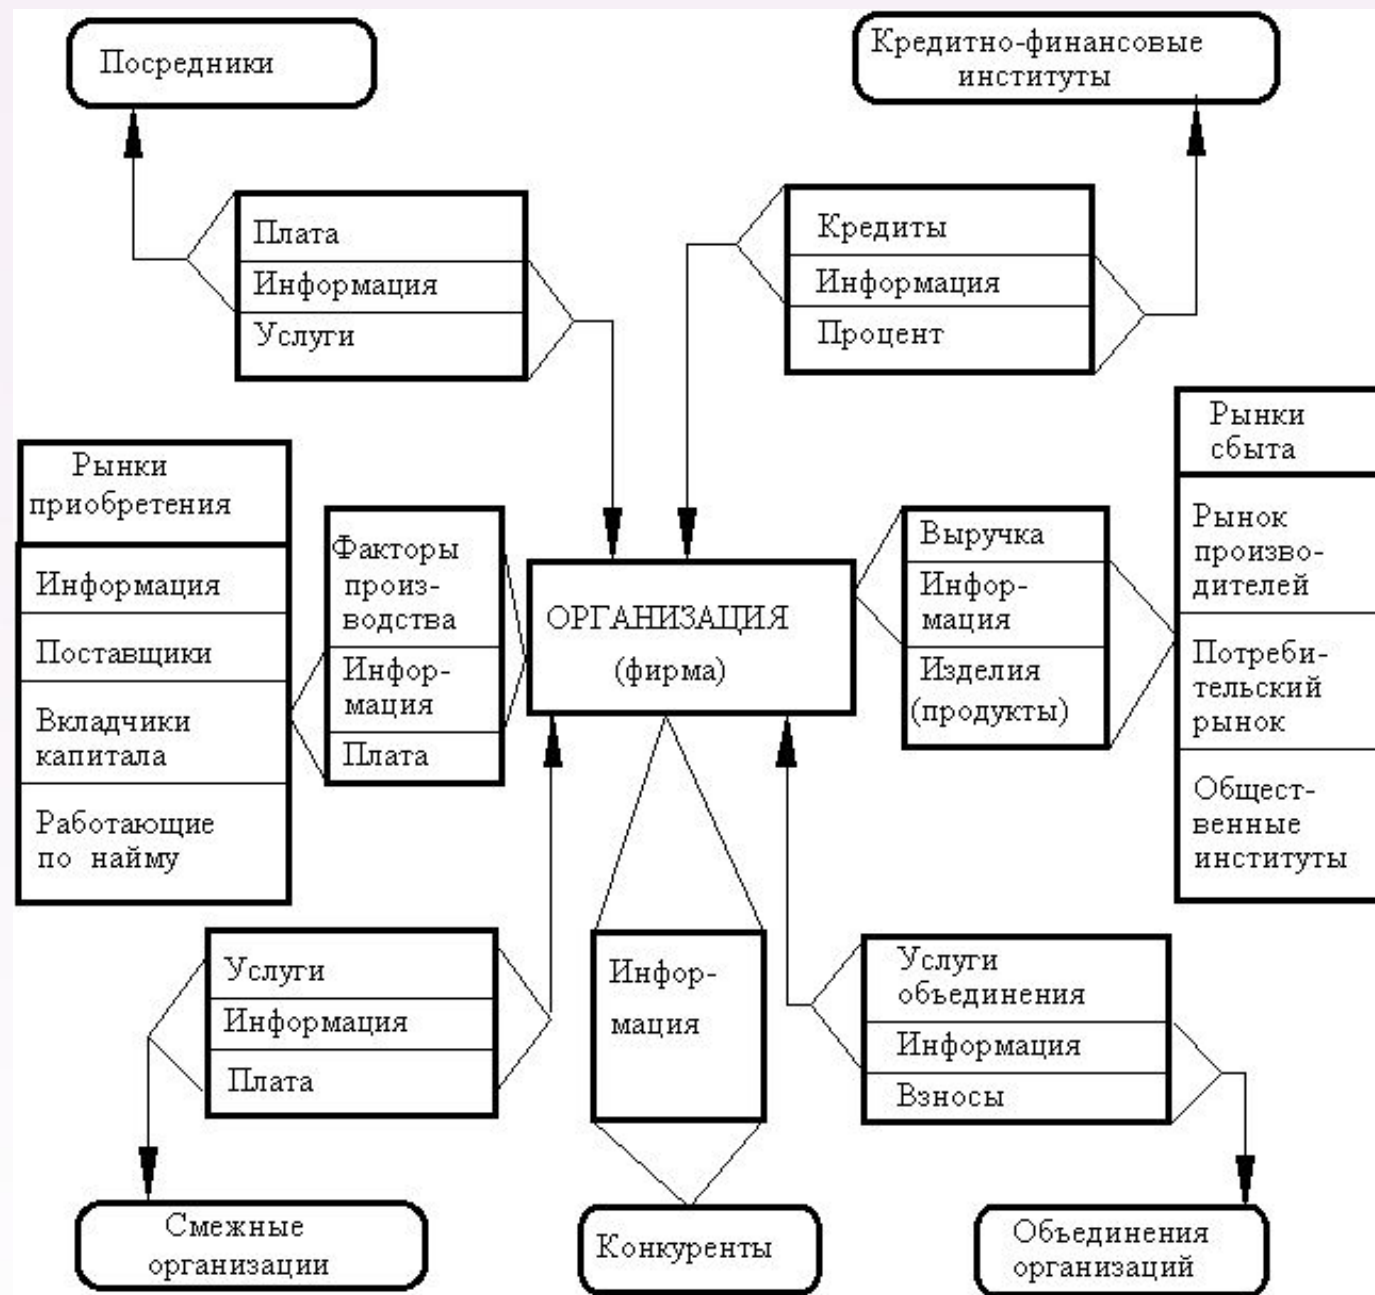 Посредники
Кредитно-финансовые
институты
Плата
Информация
Услуги
Кредиты
Информация
Процент
Рынки
приобретения
Информация
Поставщики
Вкладчики
капитала
Работающие
по найму
Факторы
произ-
водства
Инфор-
мация
Плата
ОРГАНИЗАЦИЯ
(фирма)
Выручка
Инфор-
мация
Изделия
(продукты)
Рынки
сбыта
Рынок
произво-
дителей
Потреби-
тельский
рынок
Общест-
венные
институты
Услуги
Информация
Плата
Инфор-
мация
Услуги
объединения
Информация
Взносы
Смежные
организации
Конкуренты
Объединения
организаций